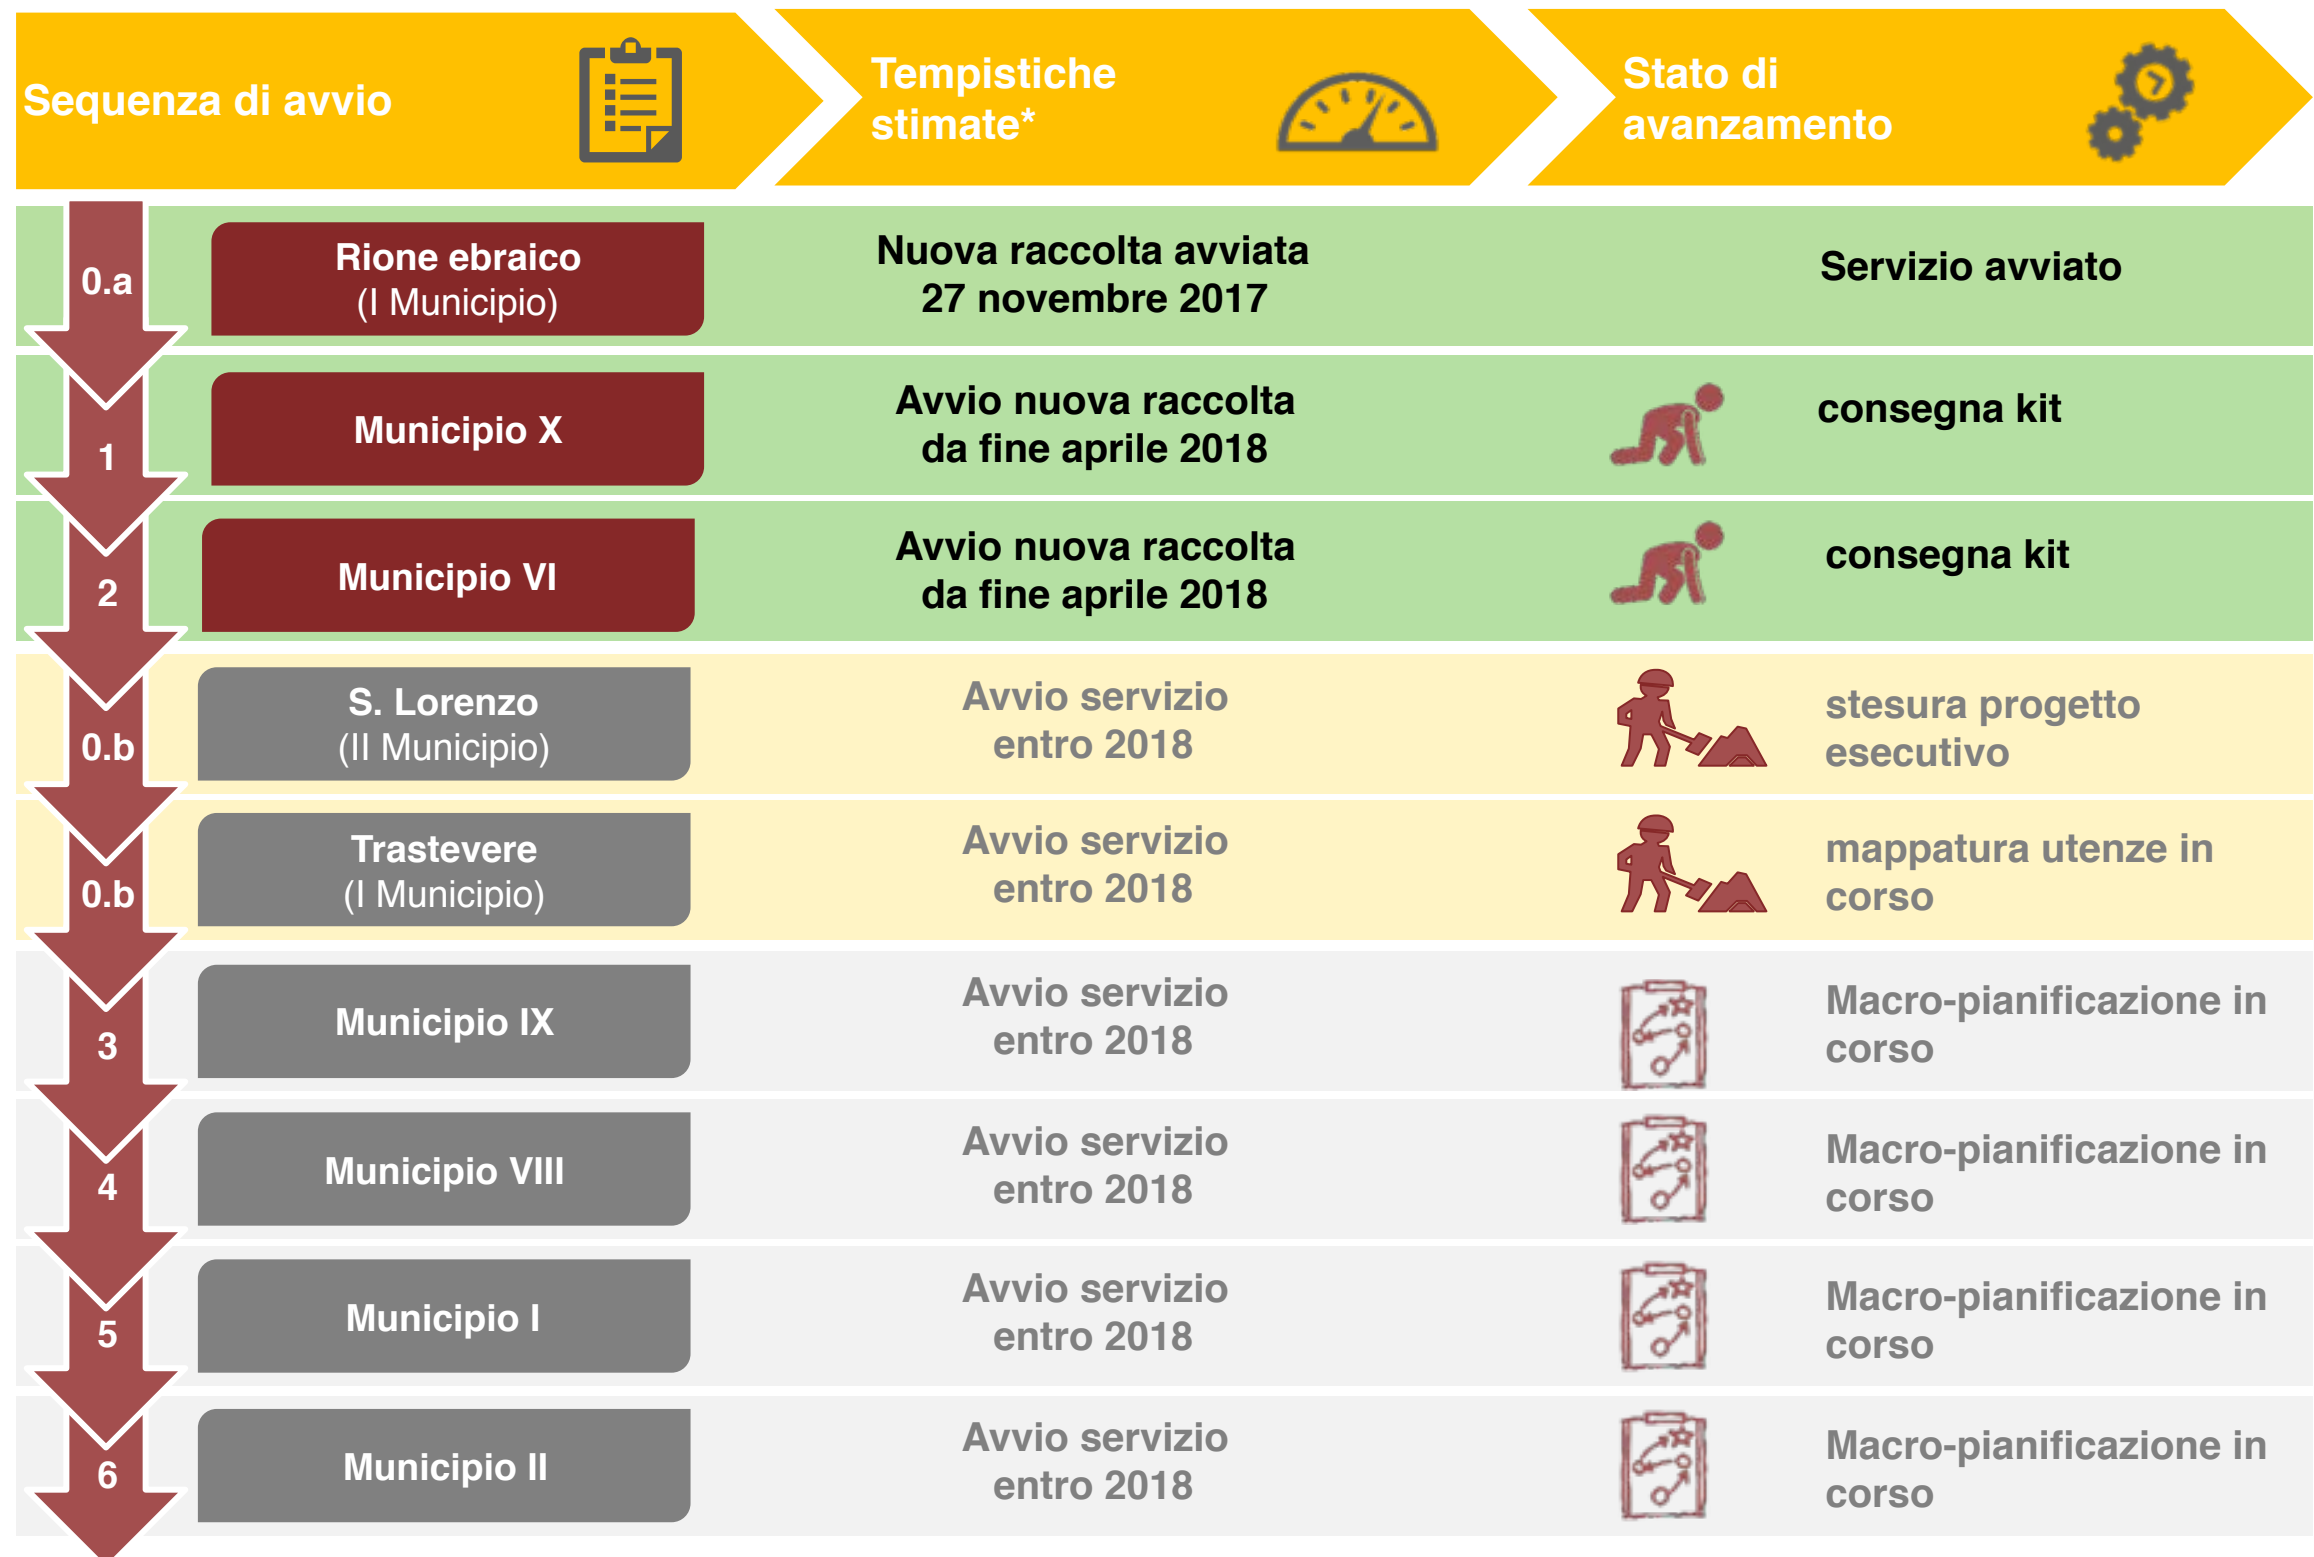 Sequenza di avvio
Tempistiche
stimate*
Stato di
avanzamento
0.a
Rione ebraico
(I Municipio)
Nuova raccolta avviata
27 novembre 2017
Servizio avviato
1
Municipio X
Avvio nuova raccolta
da fine aprile 2018
consegna kit
2
Municipio VI
Avvio nuova raccolta
da fine aprile 2018
consegna kit
0.b
S. Lorenzo
(II Municipio)
Avvio servizio
entro 2018
stesura progetto
esecutivo
0.b
Trastevere
(I Municipio)
Avvio servizio
entro 2018
mappatura utenze in
corso
3
Municipio IX
Avvio servizio
entro 2018
Macro-pianificazione in
corso
4
Municipio VIII
Avvio servizio
entro 2018
Macro-pianificazione in
corso
5
Municipio I
Avvio servizio
entro 2018
Macro-pianificazione in
corso
6
Municipio II
Avvio servizio
entro 2018
Macro-pianificazione in
corso